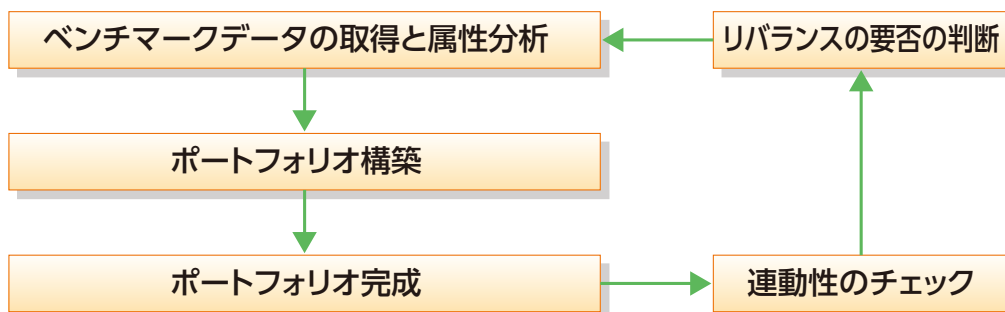 ベンチマークデータの取得と属性分析
リバランスの要否の判断
ポートフォリオ構築
ポートフォリオ完成
連動性のチェック